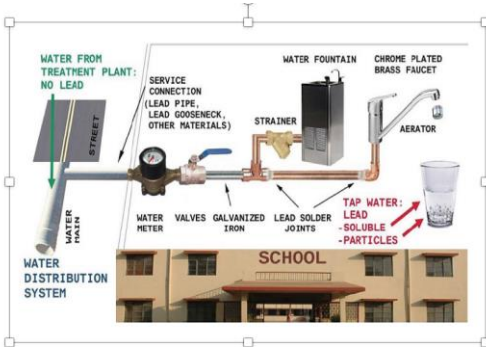 WATER FROM
TREATMENT PLANT:
NO LEAD
STREET
WATER
MAIN
WATER
DISTRIBUTION
SYSTEM
SERVICE
CONNECTION
(LEAD PIPE,
LEAD GOOSENECK,
OTHER MATERIALS)
WATER
METER
VALVES
GALVANIZED
IRON
STRAINER
WATER FOUNTAIN
LEAD SOLDER
JOINTS
CHROME PLATED
BRASS FAUCET
AERATOR
TAP WATER:
LEAD
-SOLUBLE
-PARTICLES
SCHOOL